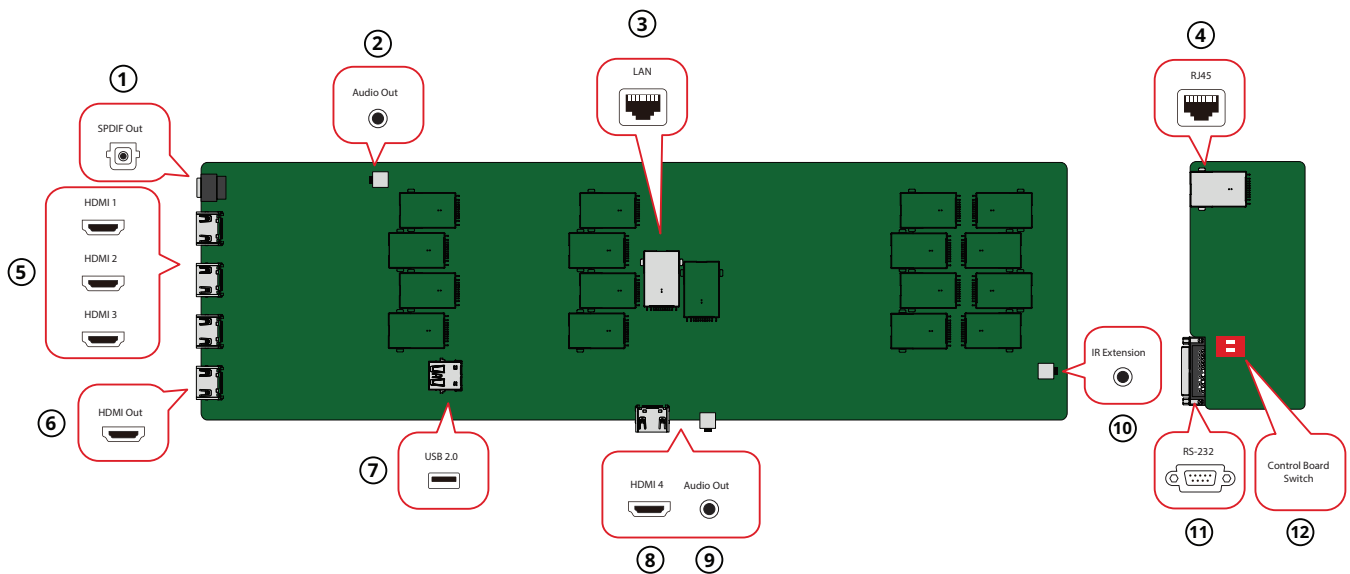 1
SPDIF Out
2
Audio Out
3
LAN
4
RJ45
5
HDMI 1
HDMI 2
HDMI 3
6
HDMI Out
7
USB 2.0
8
HDMI 4
9
Audio Out
10
IR Extension
11
RS-232
12
Control Board
Switch